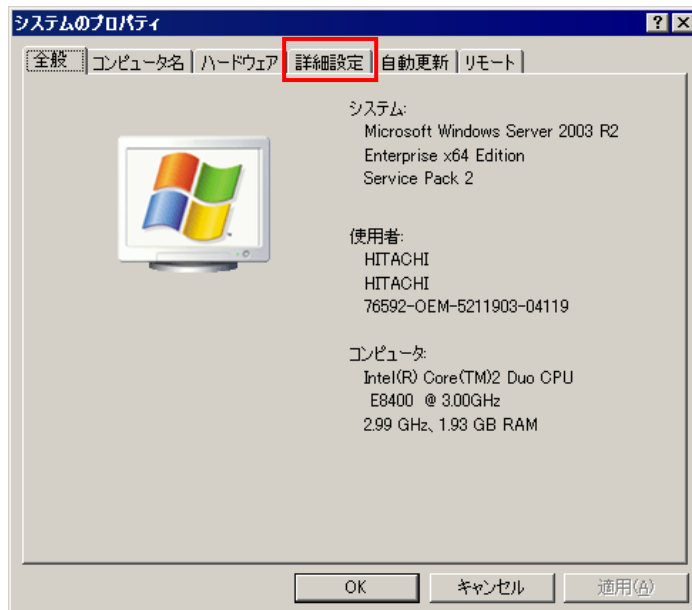 システムのプロパティ
全般 コンピュータ名 ハードウェア 詳細設定 自動更新 リモート
システム:
Microsoft Windows Server 2003 R2
Enterprise x64 Edition
Service Pack 2
使用者:
HITACHI
HITACHI
76592-OEM-5211903-04119
コンピュータ:
Intel(R) Core(TM)2 Duo CPU
E8400 @ 3.00GHz
2.99 GHz、1.93 GB RAM
OK キャンセル 適用(A)